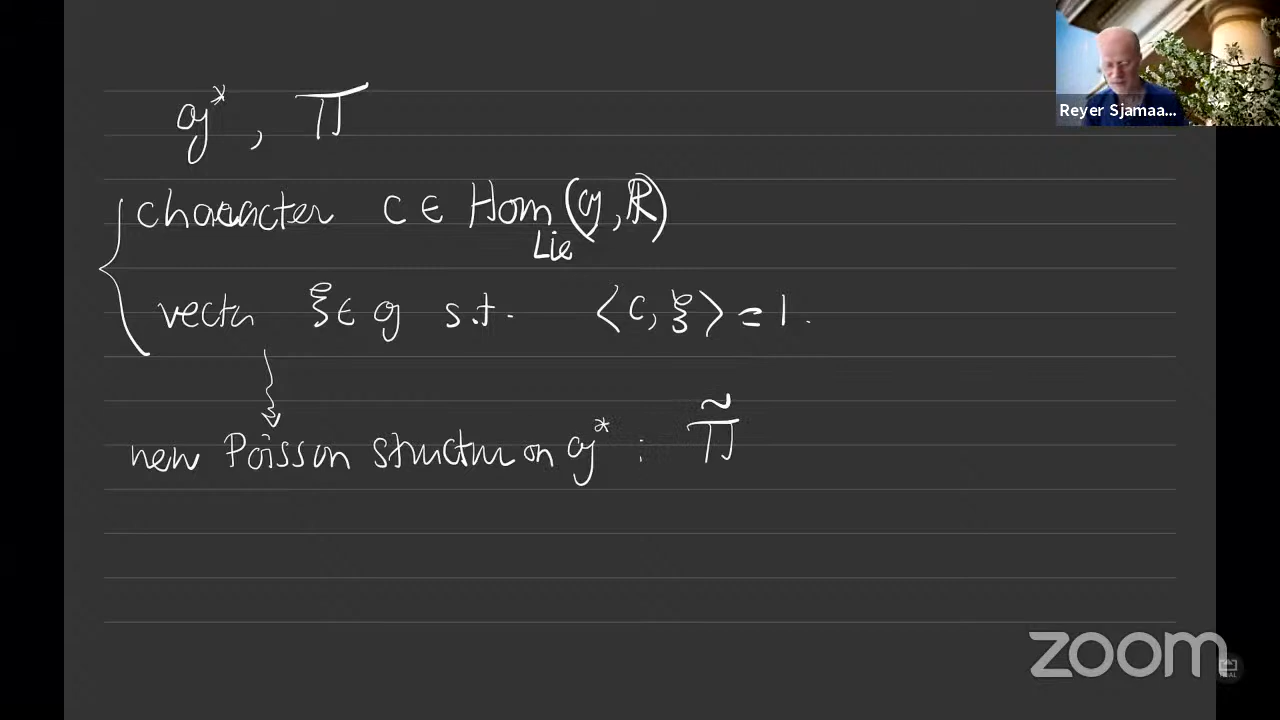 𝔤*, π
Reyer Sjamaa...
character c ∈ Hom_Lie(𝔤, ℝ)
vector ξ ∈ 𝔤 s.t. ⟨c, ξ⟩ = 1.
new Poisson structure on 𝔤* : π̃
zoom